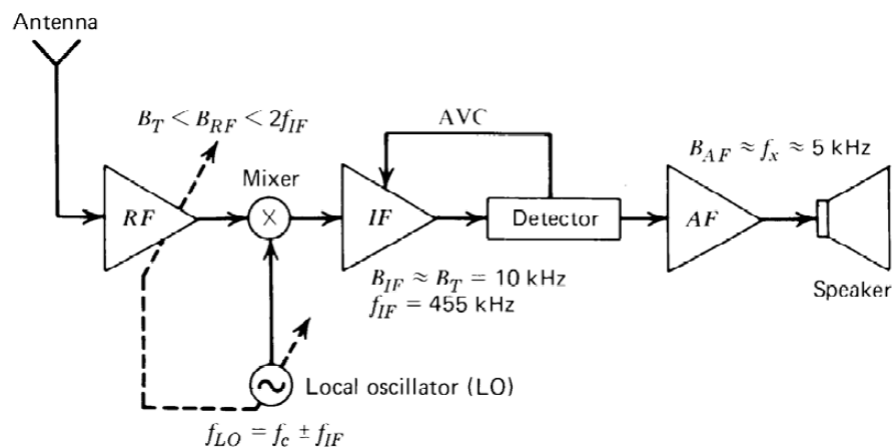 Antenna
B_T < B_RF < 2f_IF
AVC
B_AF ≈ f_x ≈ 5 kHz
Mixer
RF
×
IF
Detector
AF
B_IF ≈ B_T = 10 kHz
f_IF = 455 kHz
Speaker
Local oscillator (LO)
f_LO = f_c ± f_IF